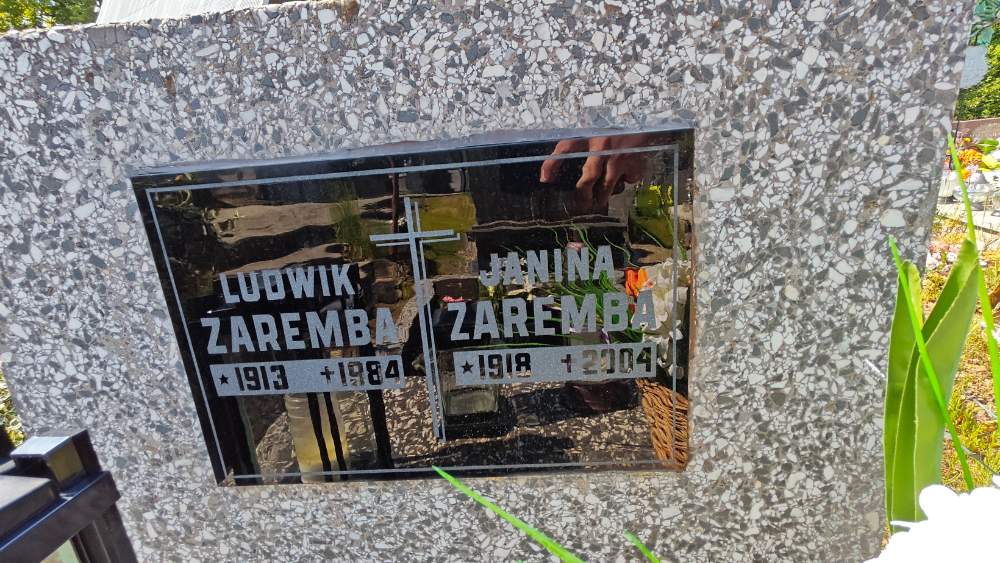 LUDWIK
ZAREMBA
*1913 +1984
JANINA
ZAREMBA
*1918 +2004